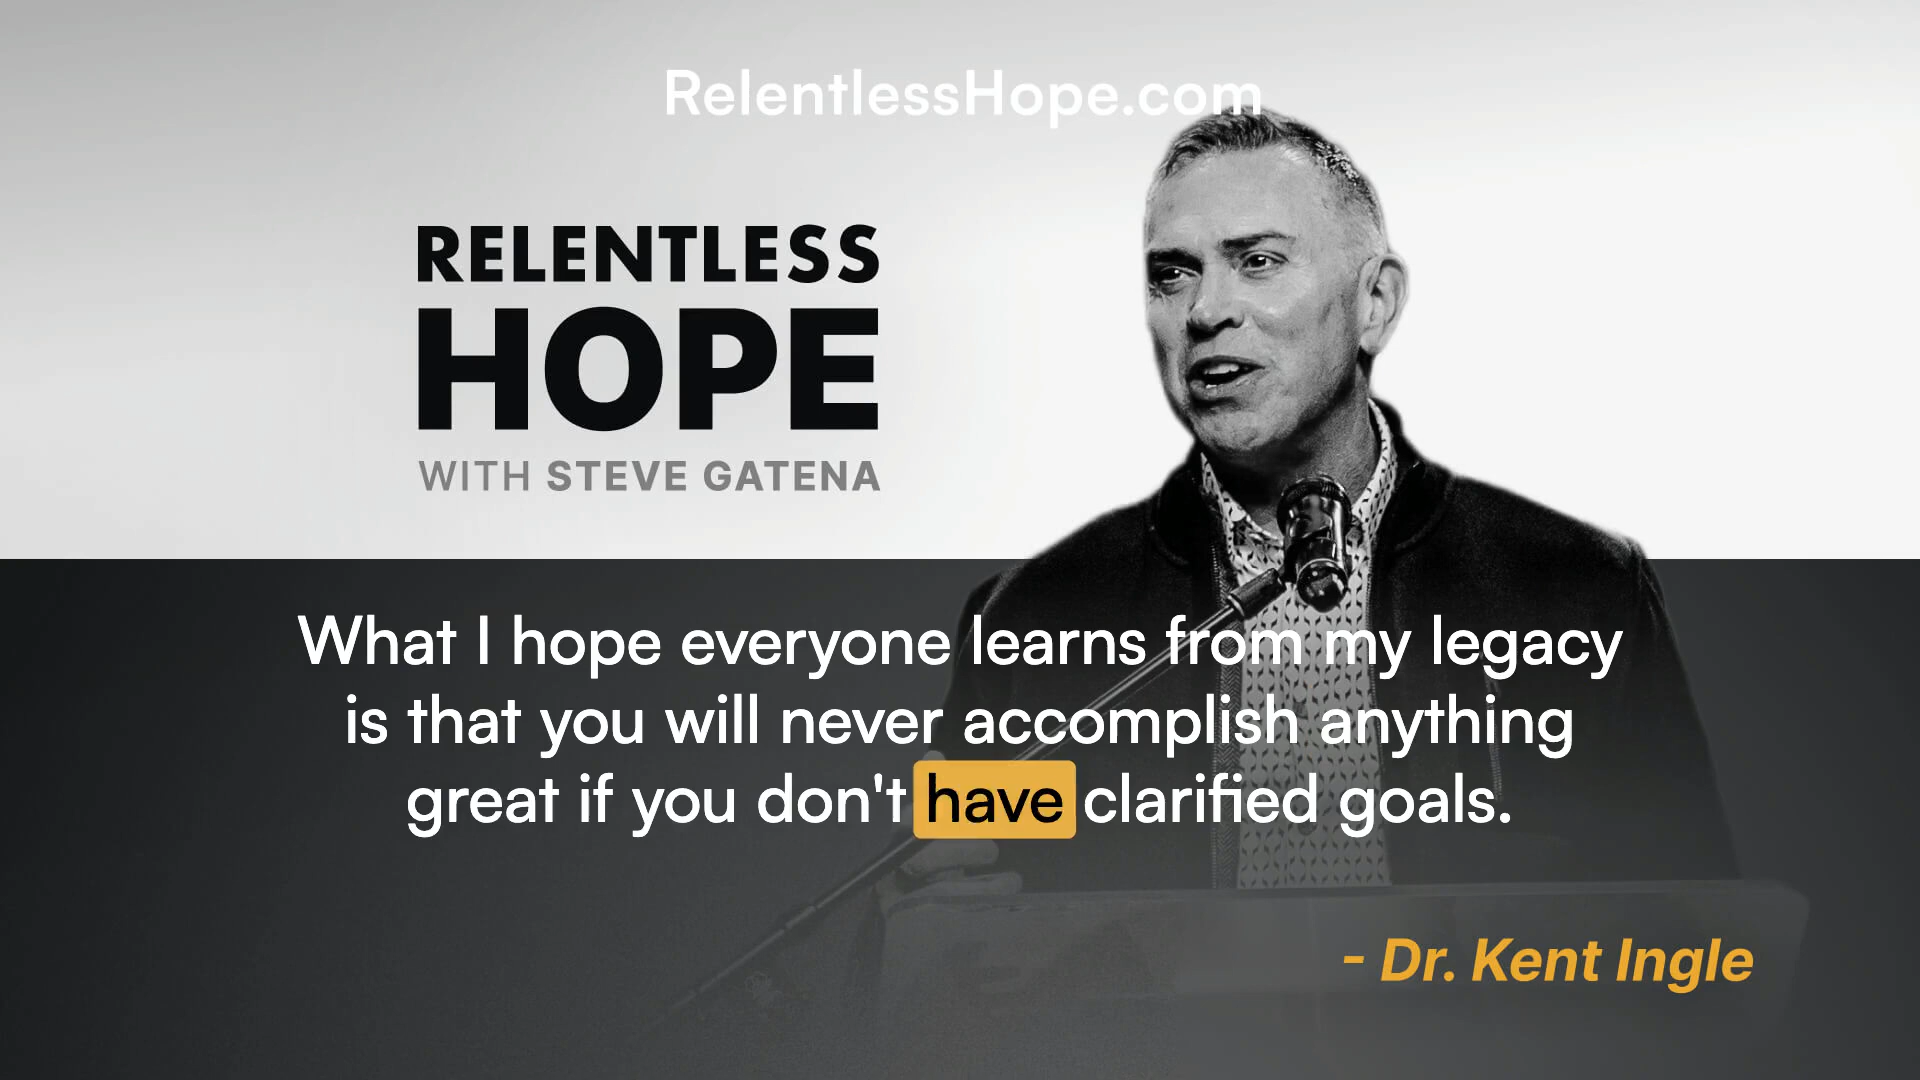 RelentlessHope.com
RELENTLESS
HOPE
WITH STEVE GATENA
What I hope everyone learns from my legacy
is that you will never accomplish anything
great if you don't have clarified goals.
- Dr. Kent Ingle